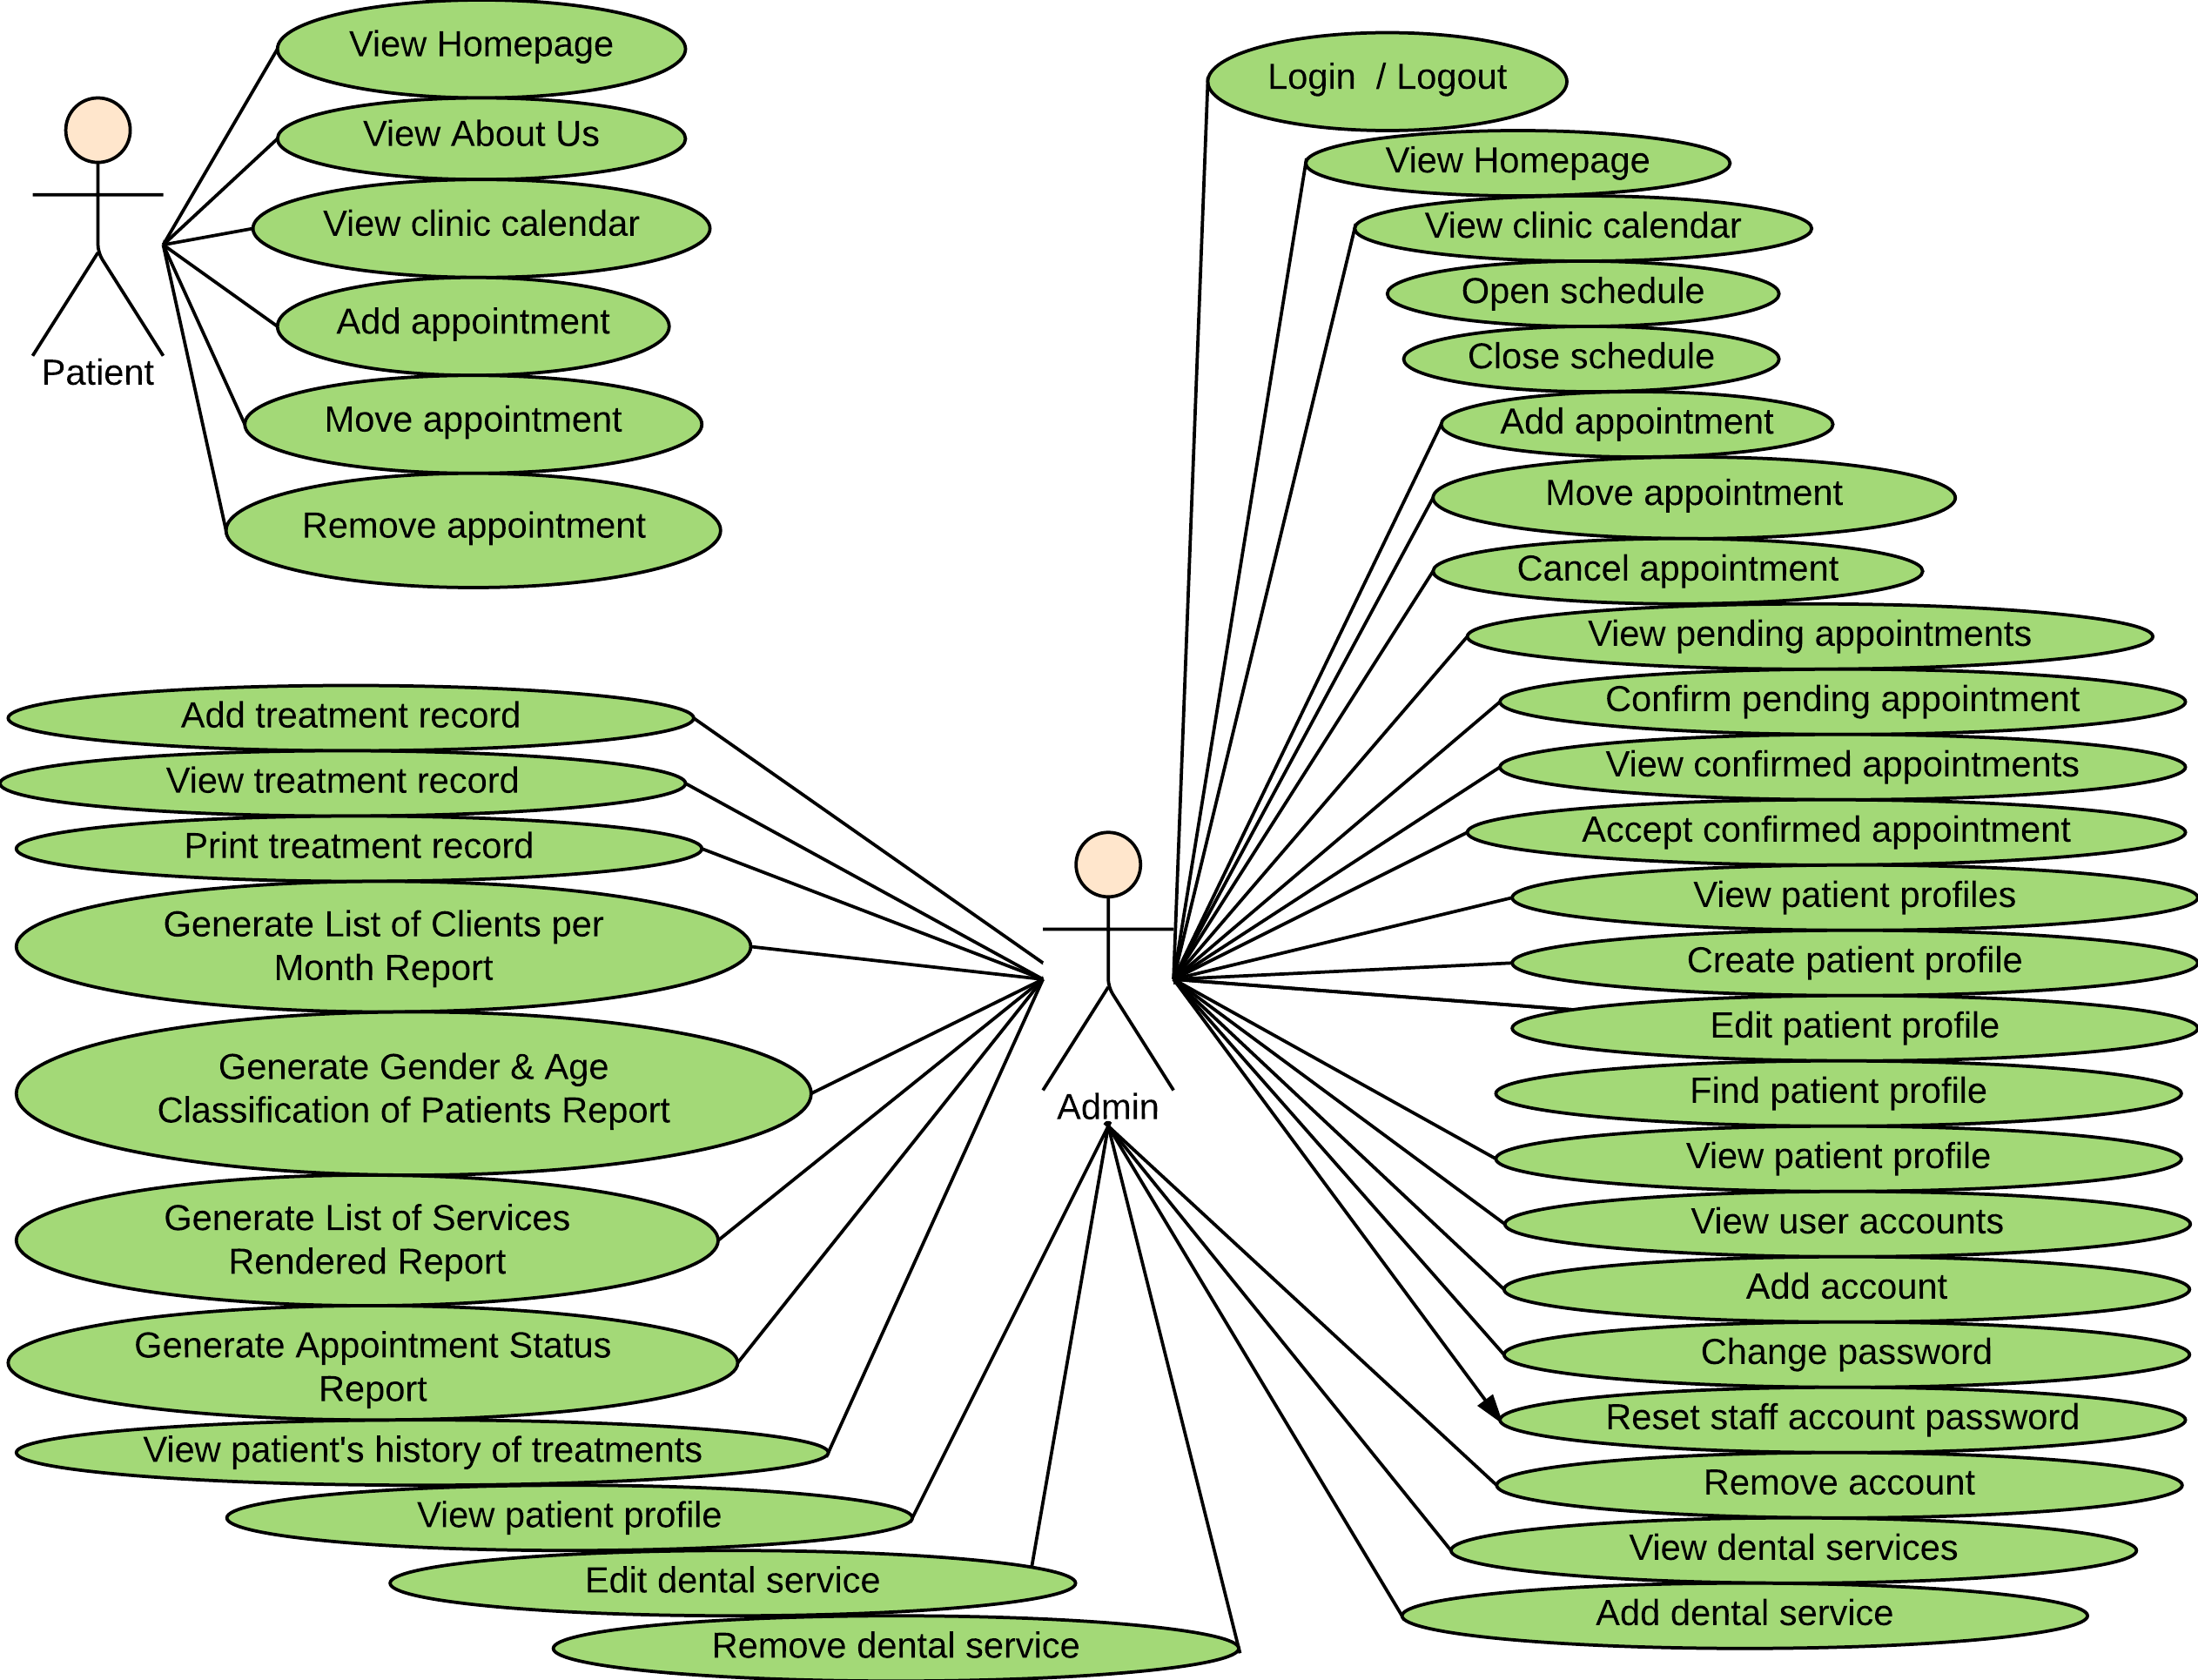 View Homepage
View About Us
View clinic calendar
Add appointment
Move appointment
Remove appointment
Patient
Login / Logout
View Homepage
View clinic calendar
Open schedule
Close schedule
Add appointment
Move appointment
Cancel appointment
View pending appointments
Confirm pending appointment
View confirmed appointments
Accept confirmed appointment
View patient profiles
Create patient profile
Edit patient profile
Find patient profile
View patient profile
View user accounts
Add account
Change password
Reset staff account password
Remove account
View dental services
Add dental service
Admin
Add treatment record
View treatment record
Print treatment record
Generate List of Clients per
Month Report
Generate Gender & Age
Classification of Patients Report
Generate List of Services
Rendered Report
Generate Appointment Status
Report
View patient's history of treatments
View patient profile
Edit dental service
Remove dental service